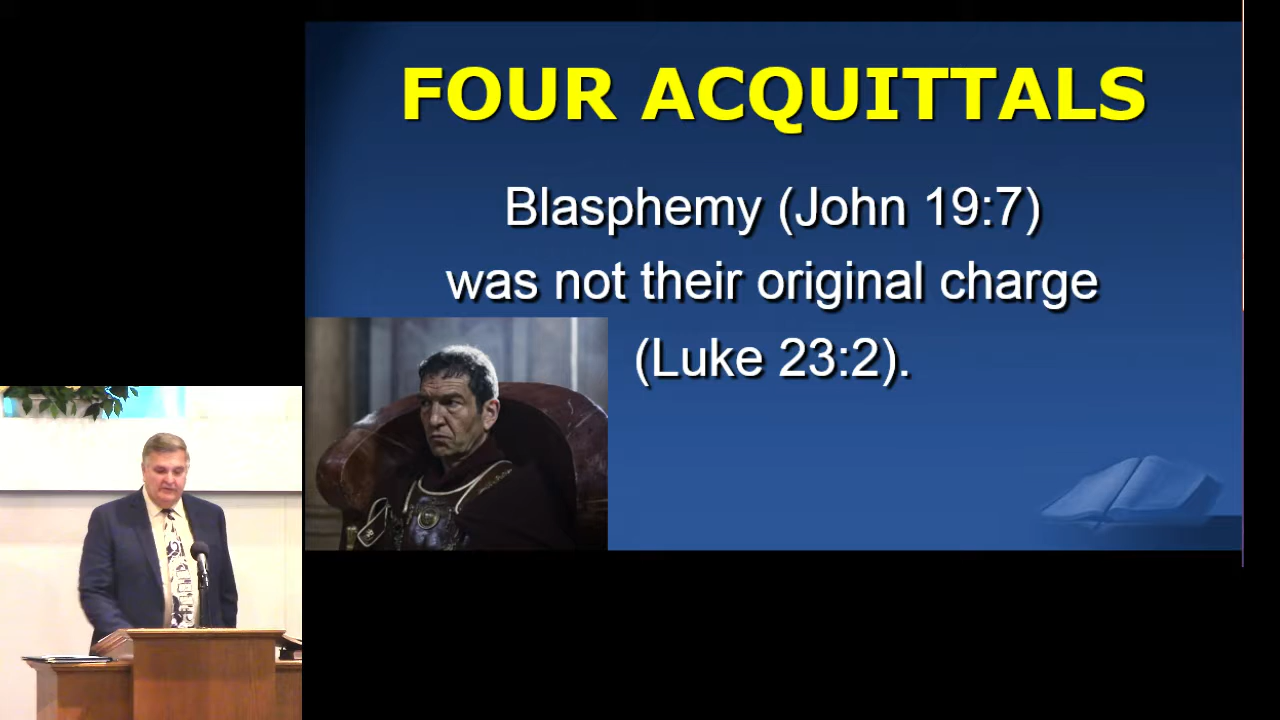 FOUR ACQUITTALS
Blasphemy (John 19:7)
was not their original charge
(Luke 23:2).